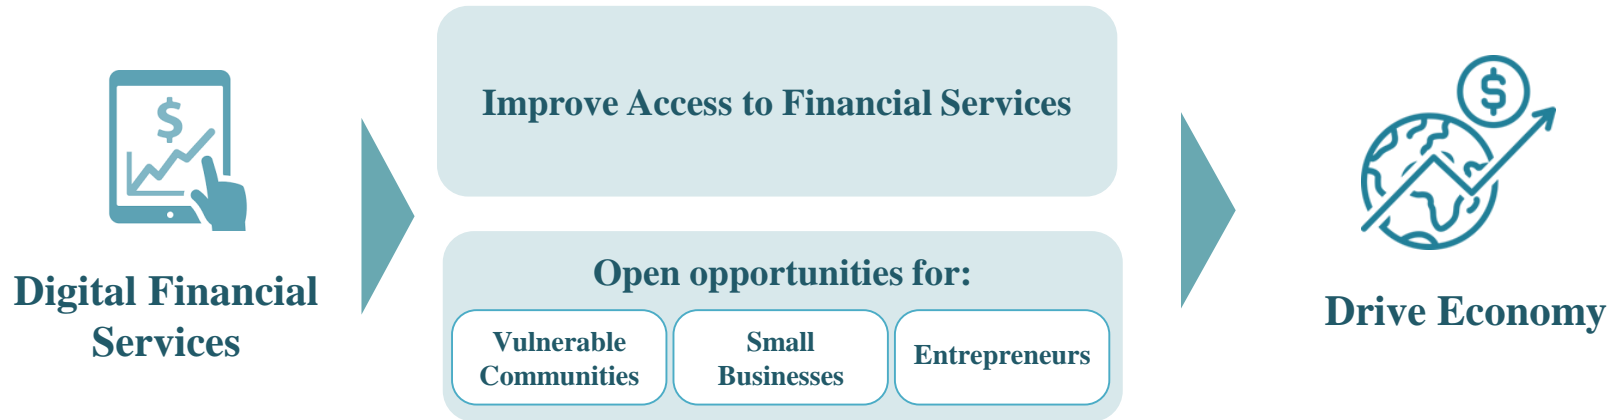 $
Digital Financial
Services
Improve Access to Financial Services
Open opportunities for:
Vulnerable
Communities
Small
Businesses
Entrepreneurs
$
Drive Economy